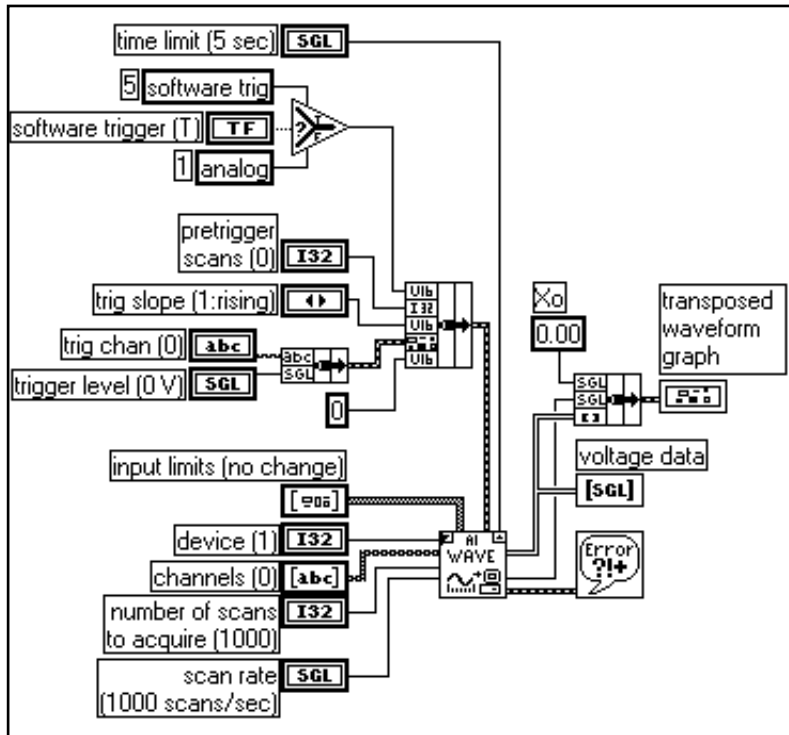 time limit (5 sec) SGL
5 software trig
software trigger (T) TF ? T F
1 analog
pretrigger
scans (0) I32
trig slope (1:rising)
trig chan (0) abc
trigger level (0 V) SGL
U16
I32
U16
U16
abc
SGL
0
Xo
0.00
transposed
waveform
graph
SGL
SGL
[ ]
voltage data
[SGL]
input limits (no change)
device (1) I32
channels (0) [abc]
number of scans
to acquire (1000) I32
scan rate
(1000 scans/sec) SGL
AI
WAVE
Error
?!+